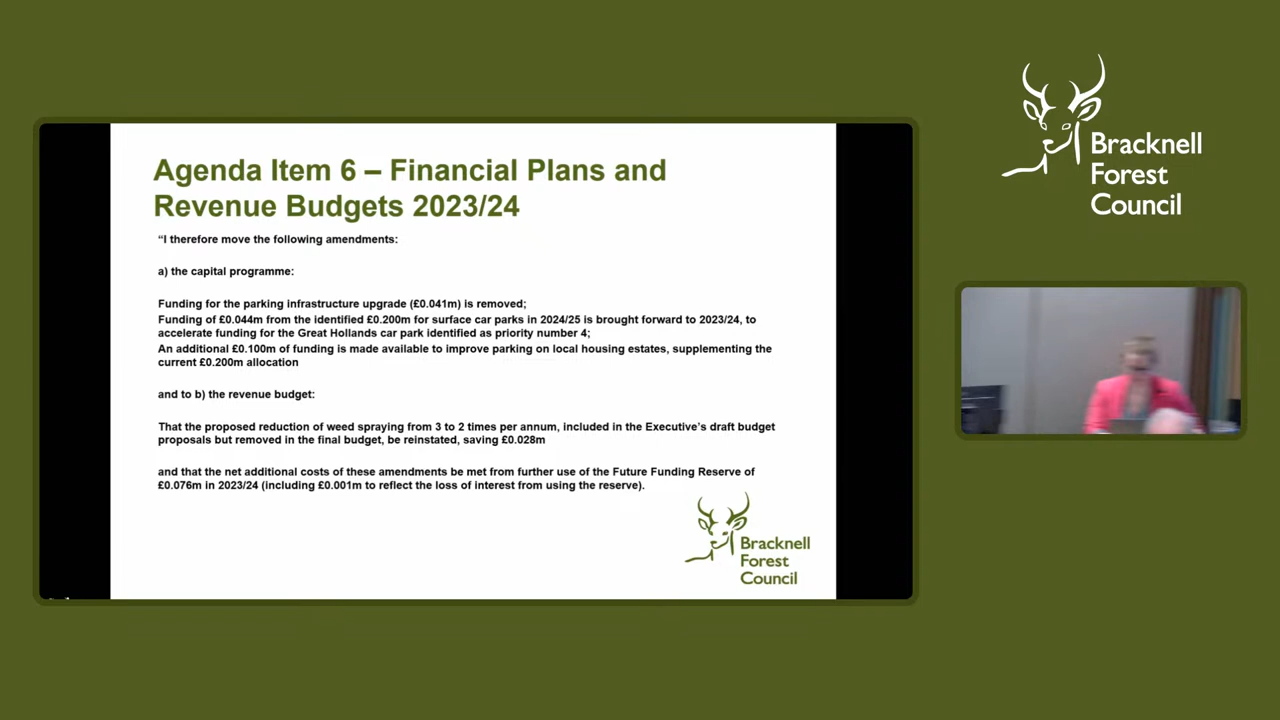 Agenda Item 6 – Financial Plans and
Revenue Budgets 2023/24
“I therefore move the following amendments:
a) the capital programme:
Funding for the parking infrastructure upgrade (£0.041m) is removed;
Funding of £0.044m from the identified £0.200m for surface car parks in 2024/25 is brought forward to 2023/24, to
accelerate funding for the Great Hollands car park identified as priority number 4;
An additional £0.100m of funding is made available to improve parking on local housing estates, supplementing the
current £0.200m allocation
and to b) the revenue budget:
That the proposed reduction of weed spraying from 3 to 2 times per annum, included in the Executive’s draft budget
proposals but removed in the final budget, be reinstated, saving £0.028m
and that the net additional costs of these amendments be met from further use of the Future Funding Reserve of
£0.076m in 2023/24 (including £0.001m to reflect the loss of interest from using the reserve).
Bracknell
Forest
Council
Bracknell
Forest
Council